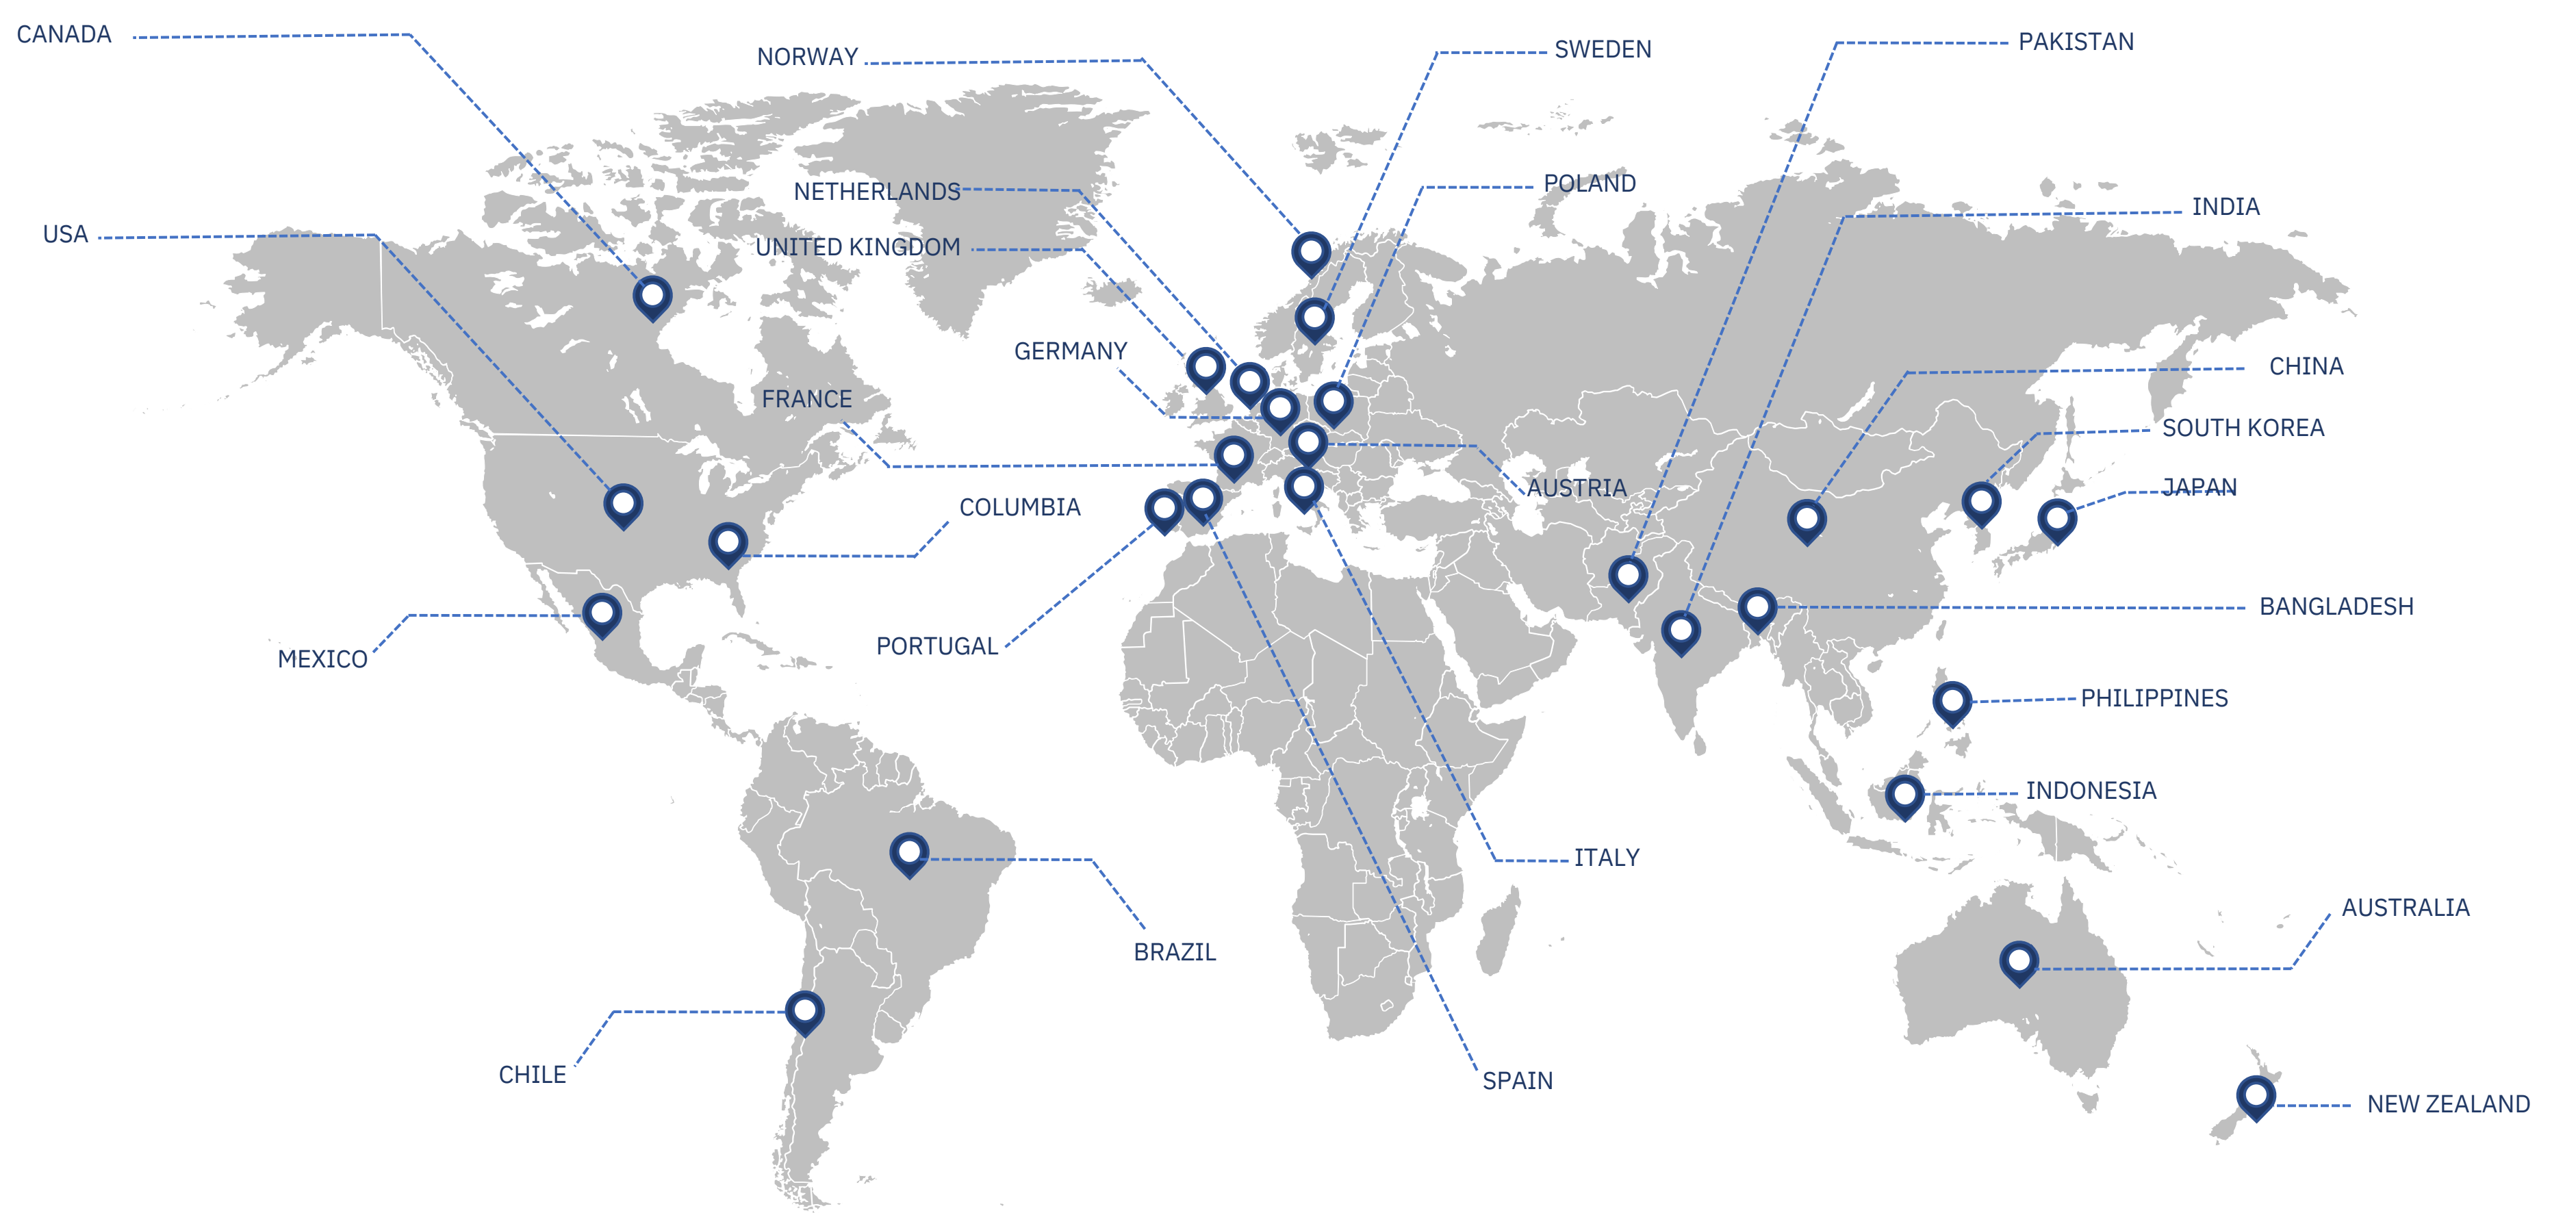 CANADA
PAKISTAN
SWEDEN
NORWAY
POLAND
NETHERLANDS
INDIA
USA
UNITED KINGDOM
GERMANY
CHINA
FRANCE
SOUTH KOREA
AUSTRIA
JAPAN
COLUMBIA
BANGLADESH
PORTUGAL
MEXICO
PHILIPPINES
INDONESIA
ITALY
AUSTRALIA
BRAZIL
CHILE
SPAIN
NEW ZEALAND